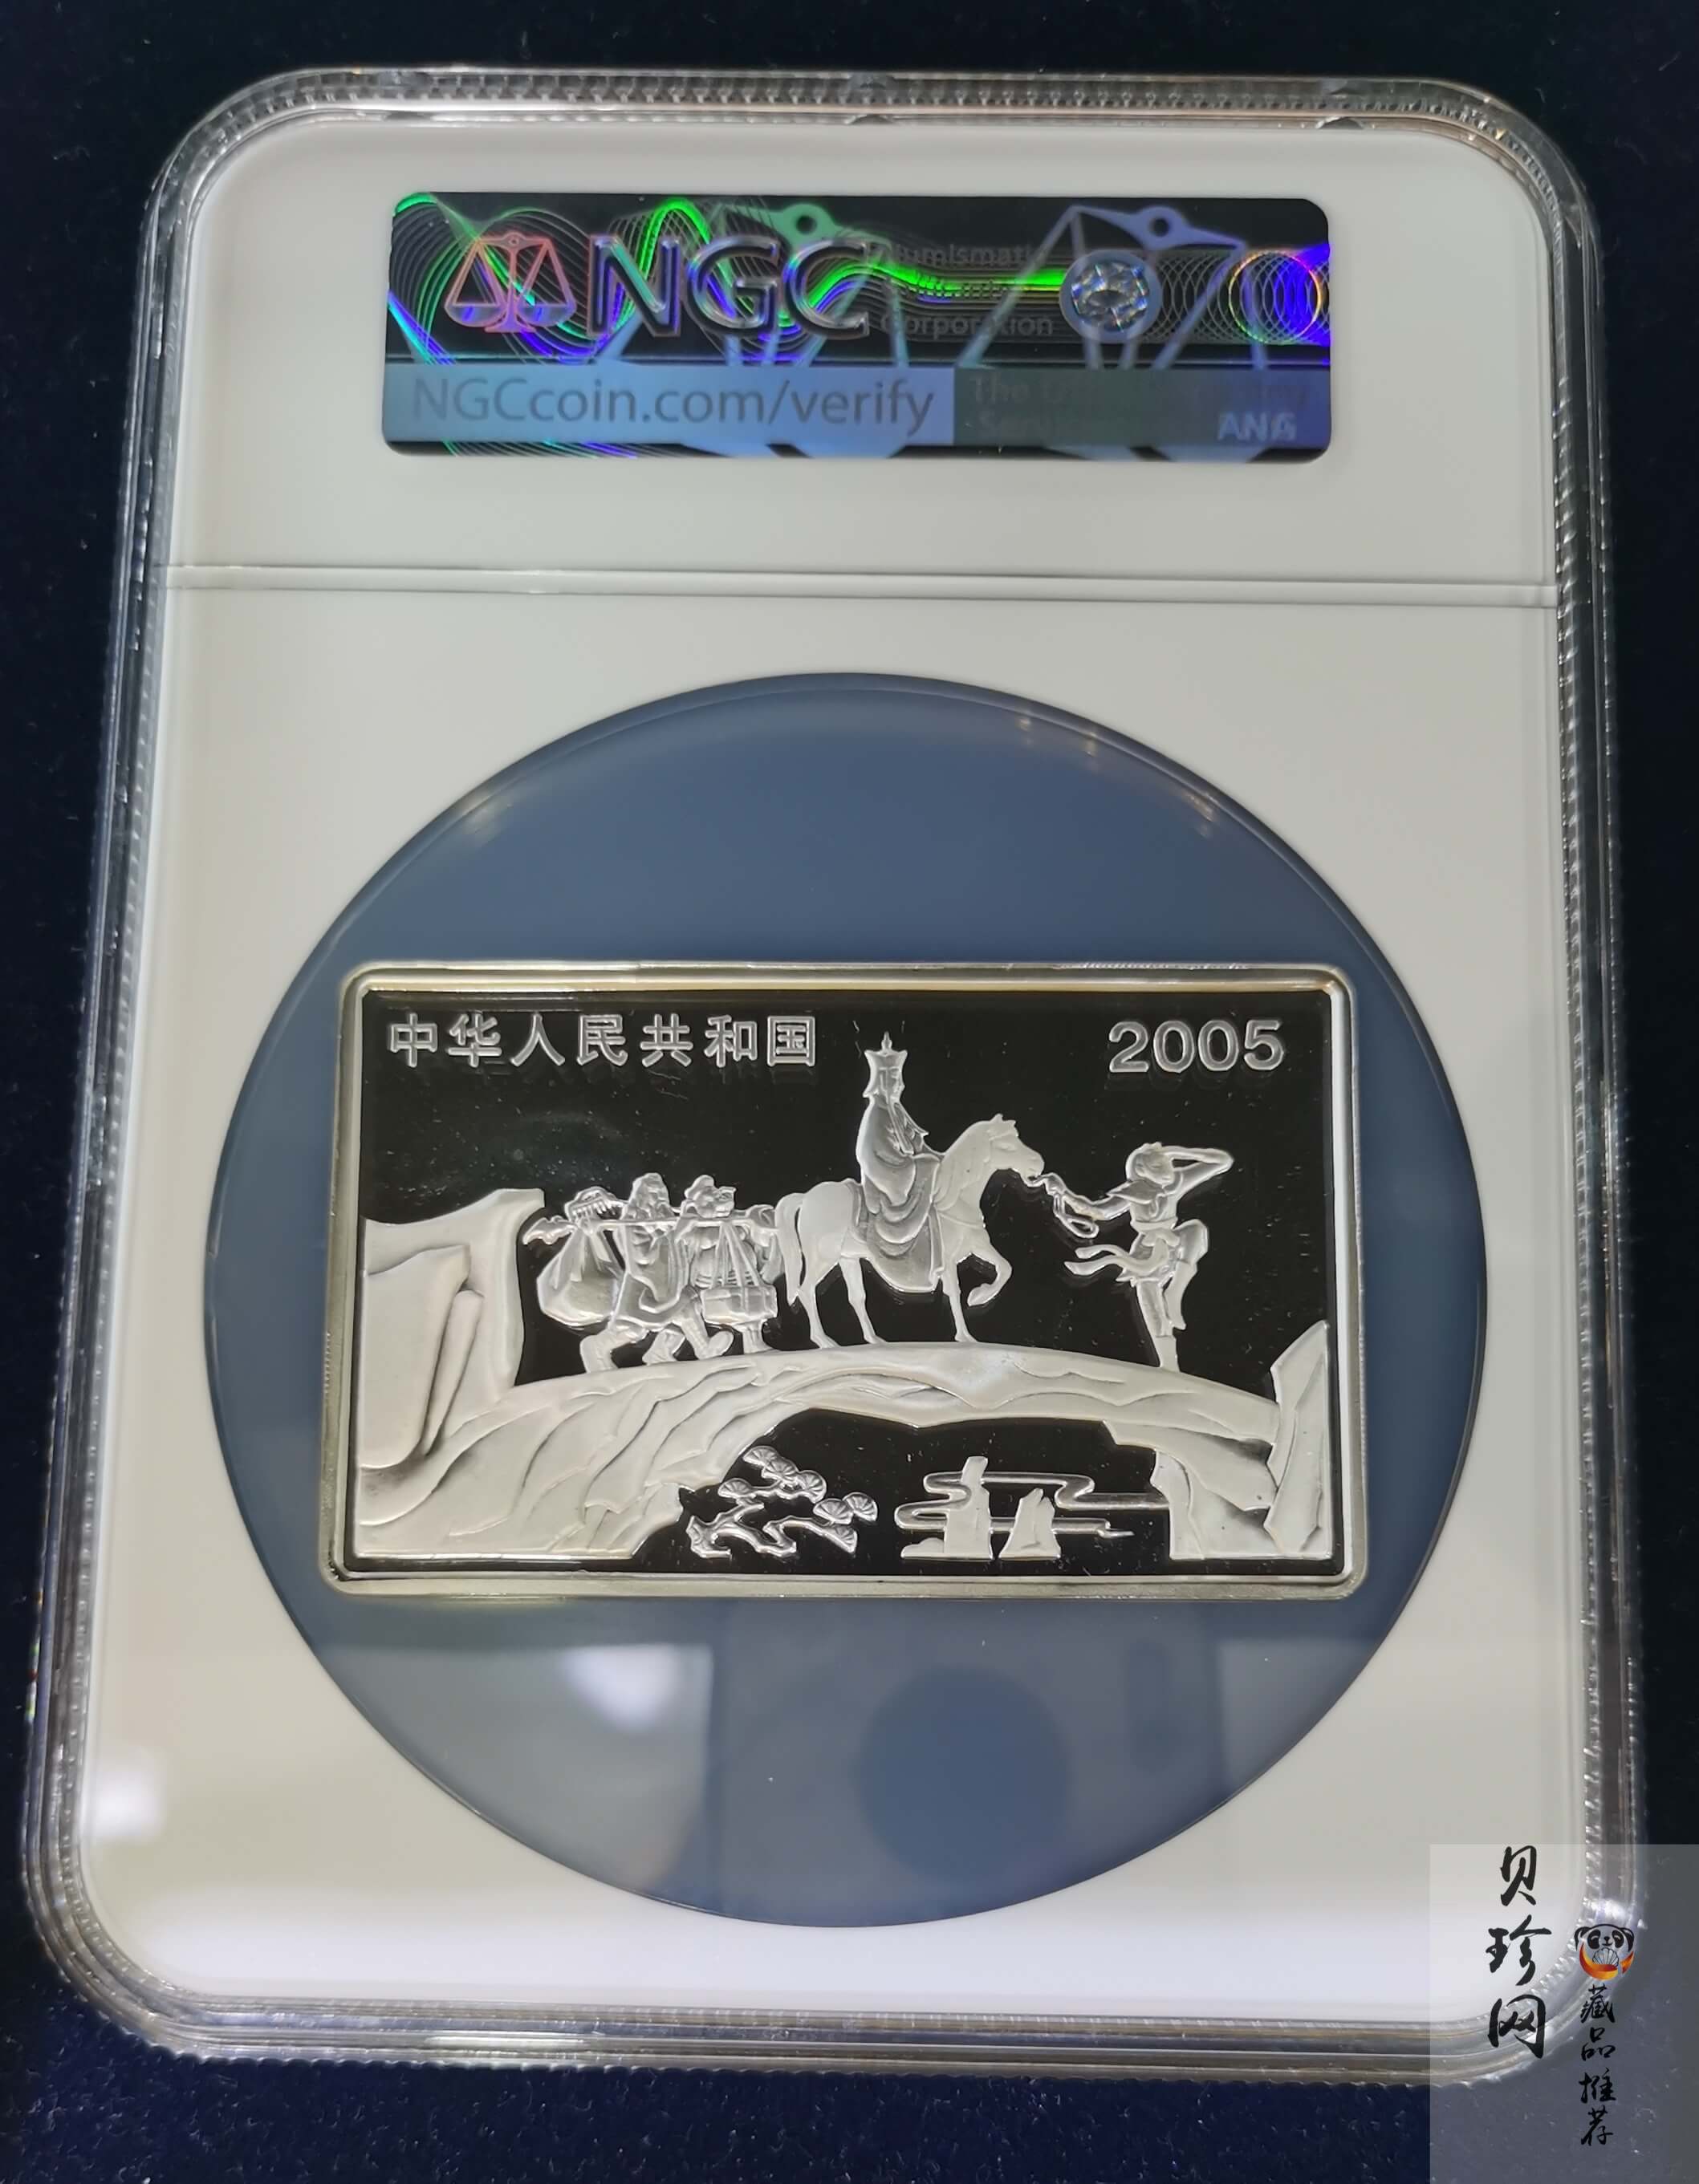 NGC
Numismatic
Corporation
NGCcoin.com/verify
ANA
中华人民共和国
2005
贝珍网
藏品推荐